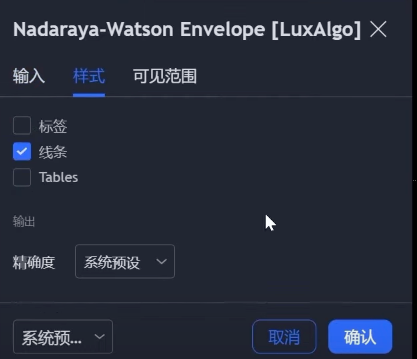 Nadaraya-Watson Envelope [LuxAlgo]
输入 样式 可见范围
标签
线条
Tables
输出
精确度 系统预设
系统预... 取消 确认